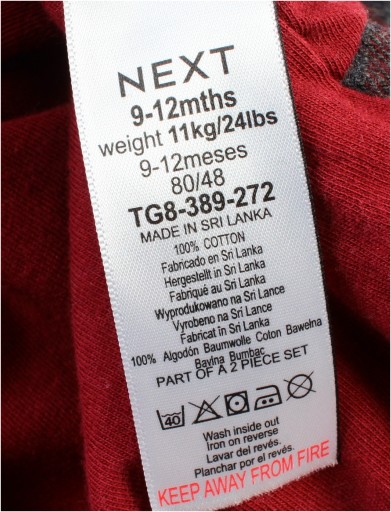 NEXT
9-12mths
weight 11kg/24lbs
9-12meses
80/48
TG8-389-272
MADE IN SRI LANKA
100% COTTON
Fabricado en Sri Lanka
Hergestellt in Sri Lanka
Fabriqué au Sri Lanka
Wyprodukowano na Sri Lance
Vyrobeno na Sri Lance
Fabricat în Sri Lanka
100% Algodón Baumwolle Coton Bawełna
Bavlna Bumbac
PART OF A 2 PIECE SET
40
Wash inside out
Iron on reverse
Lavar del revés.
Planchar por el revés.
KEEP AWAY FROM FIRE